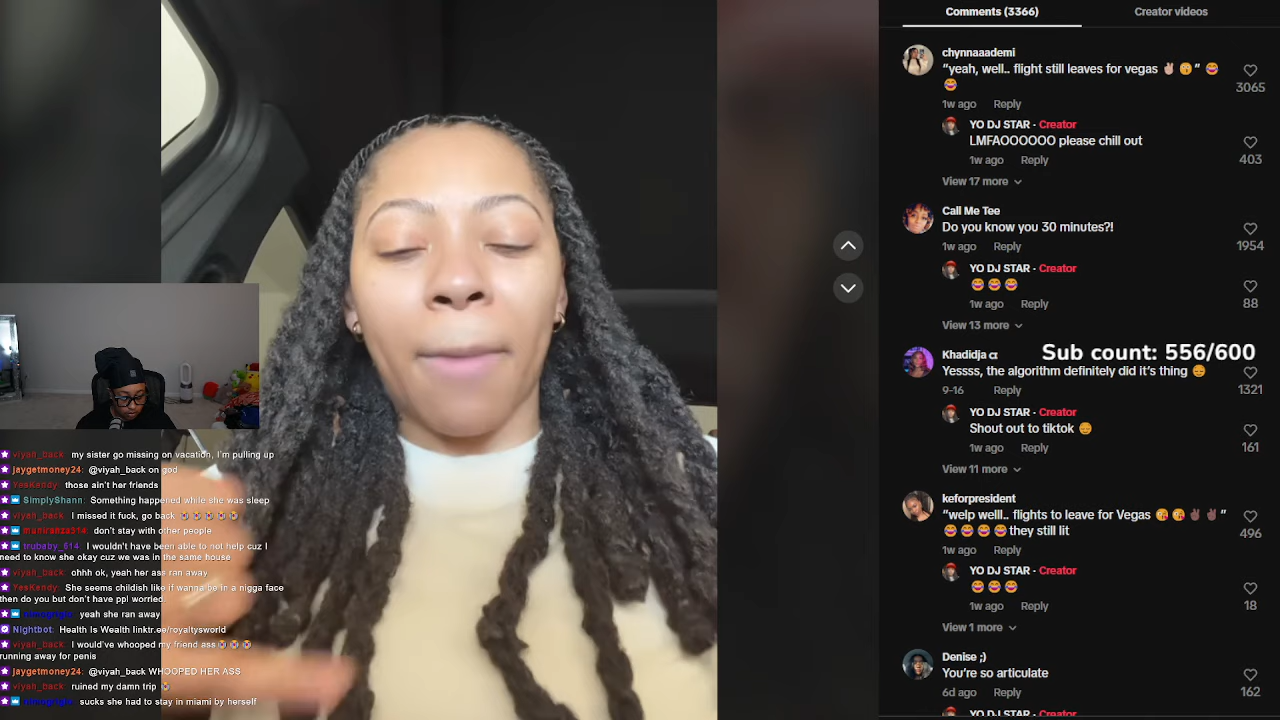 Comments (3366)
Creator videos
chynnaaademi
“yeah, well.. flight still leaves for vegas ✌🏼 😚” 😂
😂
3065
1w ago Reply
YO DJ STAR · Creator
LMFAOOOOOO please chill out
403
1w ago Reply
View 17 more
Call Me Tee
Do you know you 30 minutes?!
1w ago Reply
1954
YO DJ STAR · Creator
😂 😂 😂
1w ago Reply
88
View 13 more
Khadidja α
Sub count: 556/600
Yessss, the algorithm definitely did it’s thing 😌
9-16 Reply
1321
YO DJ STAR · Creator
Shout out to tiktok 😌
1w ago Reply
161
View 11 more
keforpresident
“welp welll.. flights to leave for Vegas 😘 😘 ✌🏿 ✌🏿 ”
😂 😂 😂 😂 they still lit
496
1w ago Reply
YO DJ STAR · Creator
😂 😂 😂
1w ago Reply
18
View 1 more
Denise ;)
You’re so articulate
6d ago Reply
162
YO DJ STAR · Creator
viyah_back: my sister go missing on vacation, I’m pulling up
jaygetmoney24: @viyah_back on god
YesKendy: those ain’t her friends
SimplyShann: Something happened while she was sleep
viyah_back: I missed it fuck, go back
don’t stay with other people
trubaby_614: I wouldn’t have been able to not help cuz I
need to know she okay cuz we was in the same house
viyah_back: ohhh ok, yeah her ass ran away
YesKendy: She seems childish like if wanna be in a nigga face
then do you but don’t have ppl worried
yeah she ran away
Nightbot: Health Is Wealth linktr.ee/royaltysworld
viyah_back: I would’ve whooped my friend ass
running away for penis
jaygetmoney24: @viyah_back WHOOPED HER ASS
viyah_back: ruined my damn trip
sucks she had to stay in miami by herself